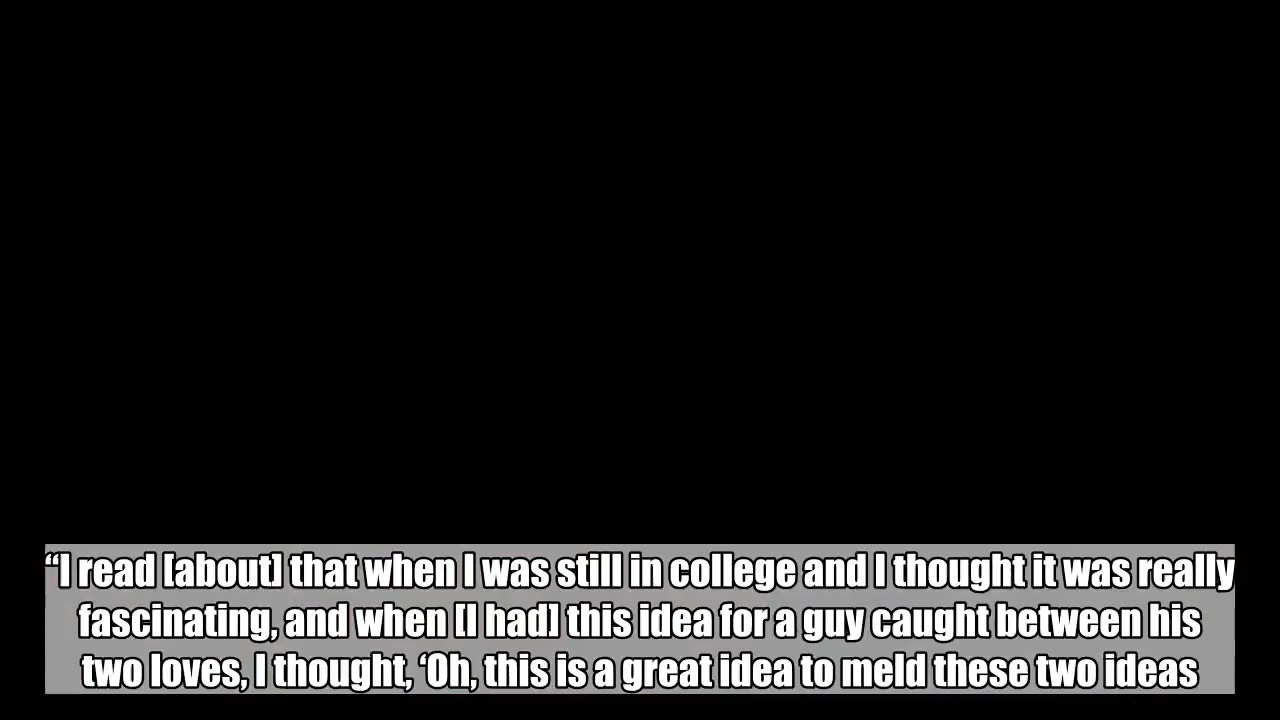 “I read [about] that when I was still in college and I thought it was really
fascinating, and when [I had] this idea for a guy caught between his
two loves, I thought, ‘Oh, this is a great idea to meld these two ideas